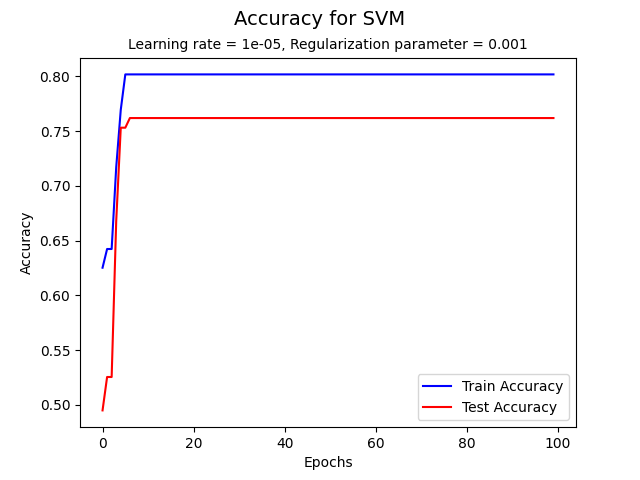 Accuracy for SVM
Learning rate = 1e-05, Regularization parameter = 0.001
0.80
0.75
0.70
0.65
0.60
0.55
0.50
Accuracy
Train Accuracy
Test Accuracy
0 20 40 60 80 100
Epochs